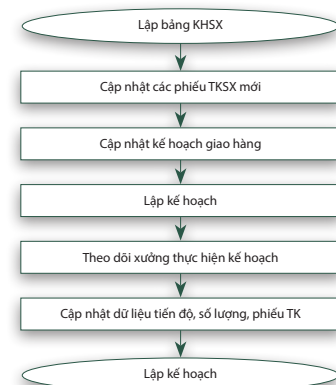 Lập bảng KHSX
Cập nhật các phiếu TKSX mới
Cập nhật kế hoạch giao hàng
Lập kế hoạch
Theo dõi xưởng thực hiện kế hoạch
Cập nhật dữ liệu tiến độ, số lượng, phiếu TK
Lập kế hoạch